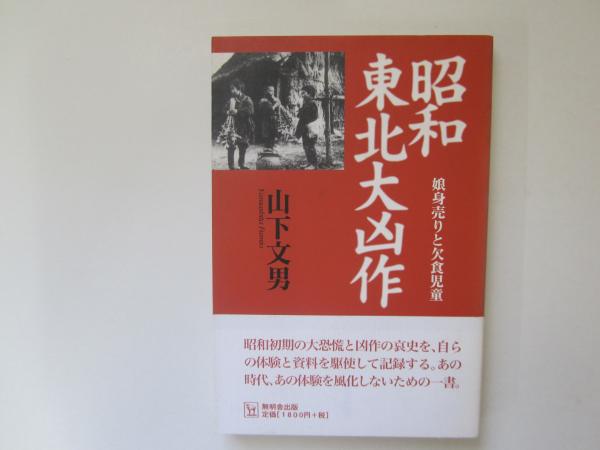 昭和
東北大凶作
娘身売りと欠食児童
山下文男
Yamashita Fumio
昭和初期の大恐慌と凶作の哀史を、自ら
の体験と資料を駆使して記録する。あの
時代、あの体験を風化しないための一書。
無明舎出版
定価[1800円+税]